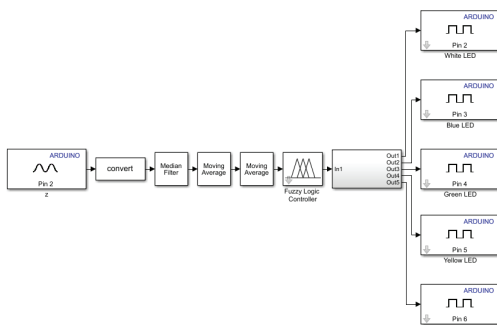 ARDUINO
Pin 2
White LED
ARDUINO
Pin 3
Blue LED
ARDUINO
Pin 2
z
convert
Median
Filter
Moving
Average
Moving
Average
Fuzzy Logic
Controller
In1
Out1
Out2
Out3
Out4
Out5
ARDUINO
Pin 4
Green LED
ARDUINO
Pin 5
Yellow LED
ARDUINO
Pin 6